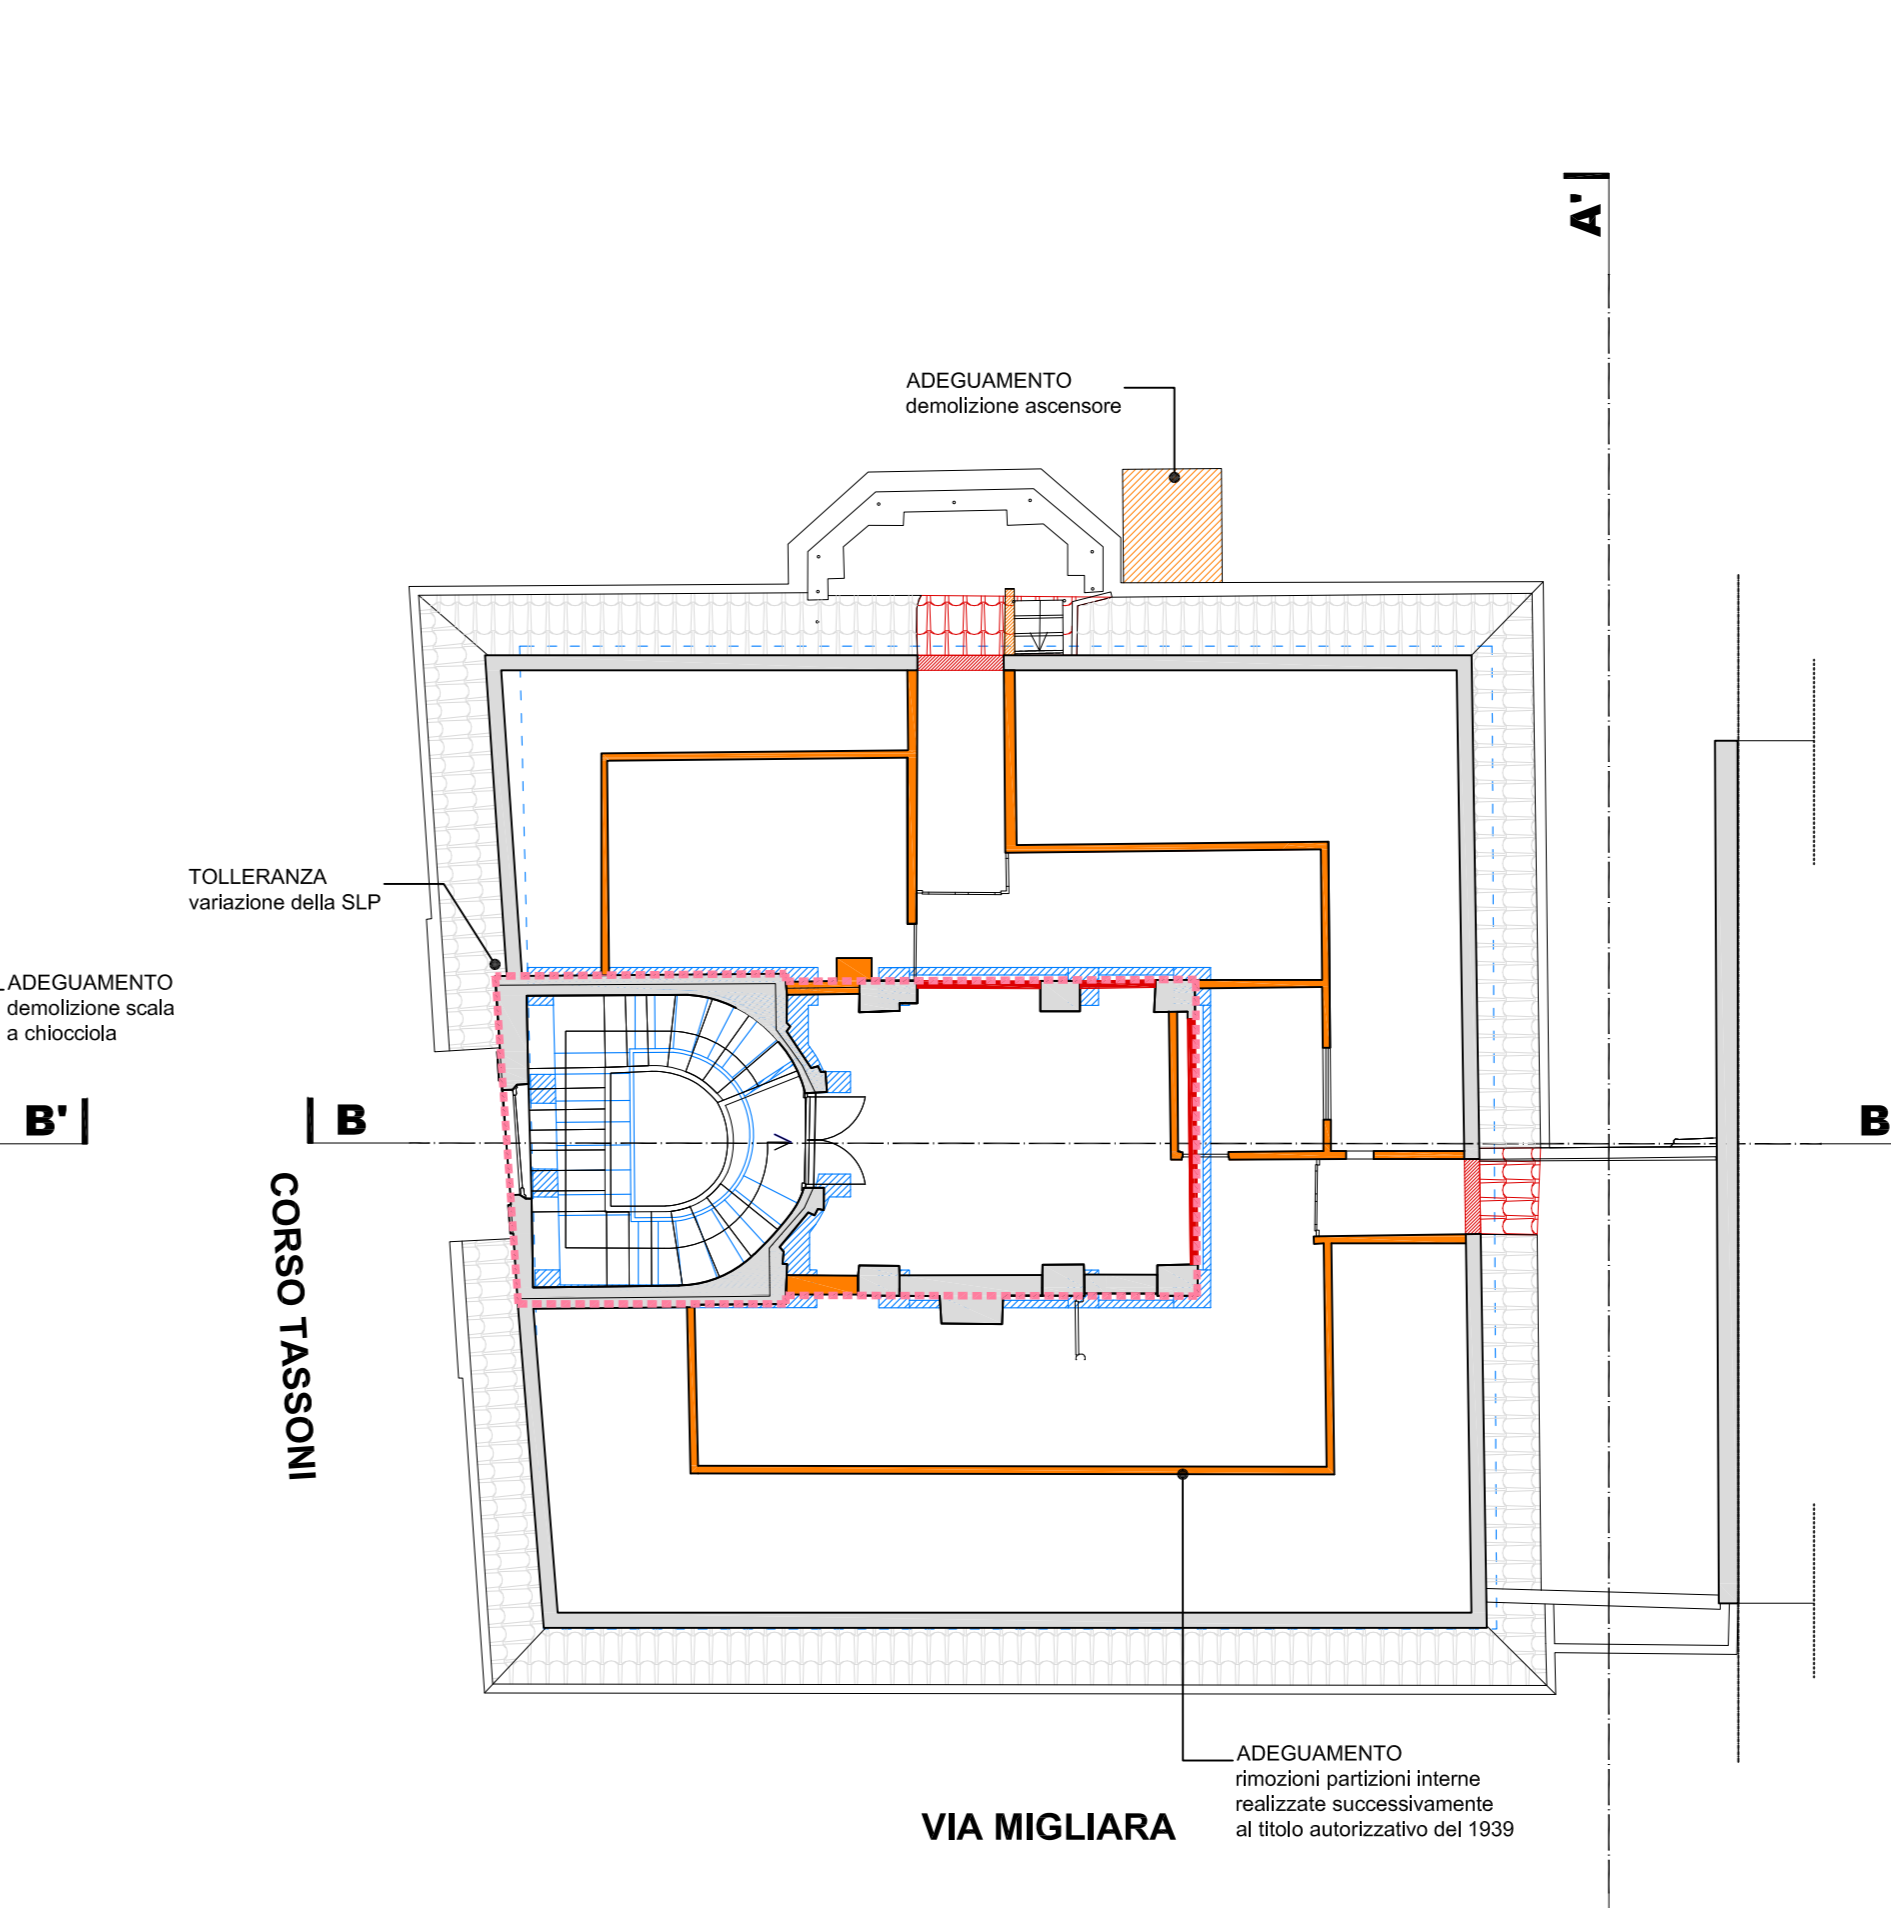 A'
ADEGUAMENTO
demolizione ascensore
TOLLERANZA
variazione della SLP
ADEGUAMENTO
demolizione scala
a chiocciola
B'
B
B
CORSO TASSONI
ADEGUAMENTO
rimozioni partizioni interne
realizzate successivamente
al titolo autorizzativo del 1939
VIA MIGLIARA